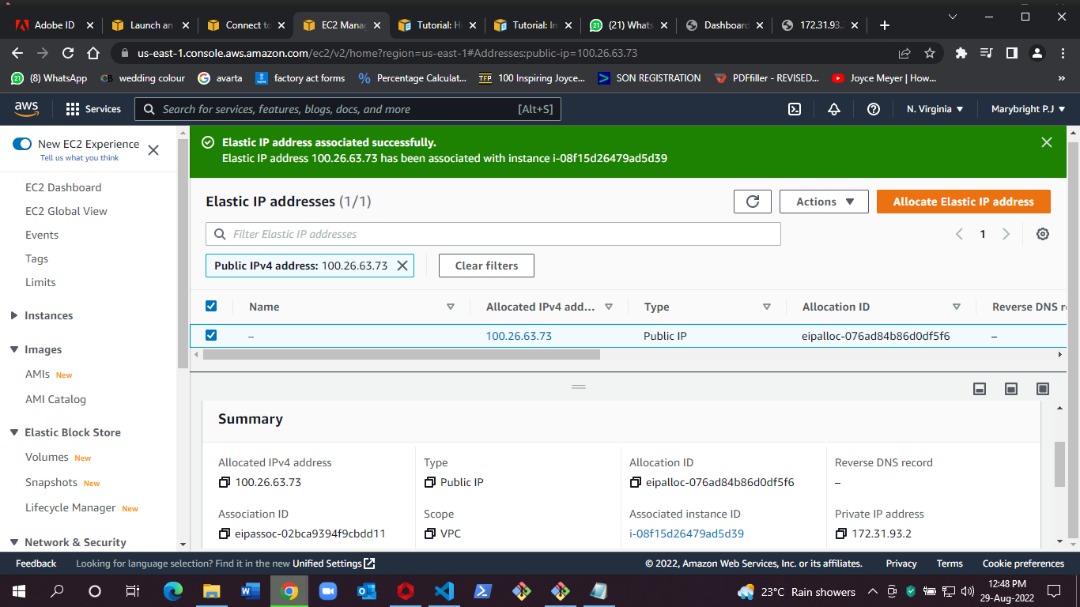 Adobe ID
Launch an
Connect to
EC2 Mana
Tutorial: H
Tutorial: In
(21) Whats
Dashboard
172.31.93.
us-east-1.console.aws.amazon.com/ec2/v2/home?region=us-east-1#Addresses:public-ip=100.26.63.73
(8) WhatsApp
wedding colour
avarta
factory act forms
Percentage Calculat...
100 Inspiring Joyce...
SON REGISTRATION
PDFfiller - REVISED...
Joyce Meyer | How...
aws
Services
Search for services, features, blogs, docs, and more
[Alt+S]
N. Virginia
Marybright P.J
New EC2 Experience
Tell us what you think
EC2 Dashboard
EC2 Global View
Events
Tags
Limits
Instances
Images
AMIs New
AMI Catalog
Elastic Block Store
Volumes New
Snapshots New
Lifecycle Manager New
Network & Security
Elastic IP address associated successfully.
Elastic IP address 100.26.63.73 has been associated with instance i-08f15d26479ad5d39
Elastic IP addresses (1/1)
Actions
Allocate Elastic IP address
Filter Elastic IP addresses
1
Public IPv4 address: 100.26.63.73
Clear filters
Name
Allocated IPv4 add...
Type
Allocation ID
Reverse DNS r
–
100.26.63.73
Public IP
eipalloc-076ad84b86d0df5f6
–
Summary
Allocated IPv4 address
100.26.63.73
Type
Public IP
Allocation ID
eipalloc-076ad84b86d0df5f6
Reverse DNS record
–
Association ID
eipassoc-02bca9394f9cbdd11
Scope
VPC
Associated instance ID
i-08f15d26479ad5d39
Private IP address
172.31.93.2
Feedback
Looking for language selection? Find it in the new Unified Settings
© 2022, Amazon Web Services, Inc. or its affiliates.
Privacy
Terms
Cookie preferences
23°C Rain showers
12:48 PM
29-Aug-2022